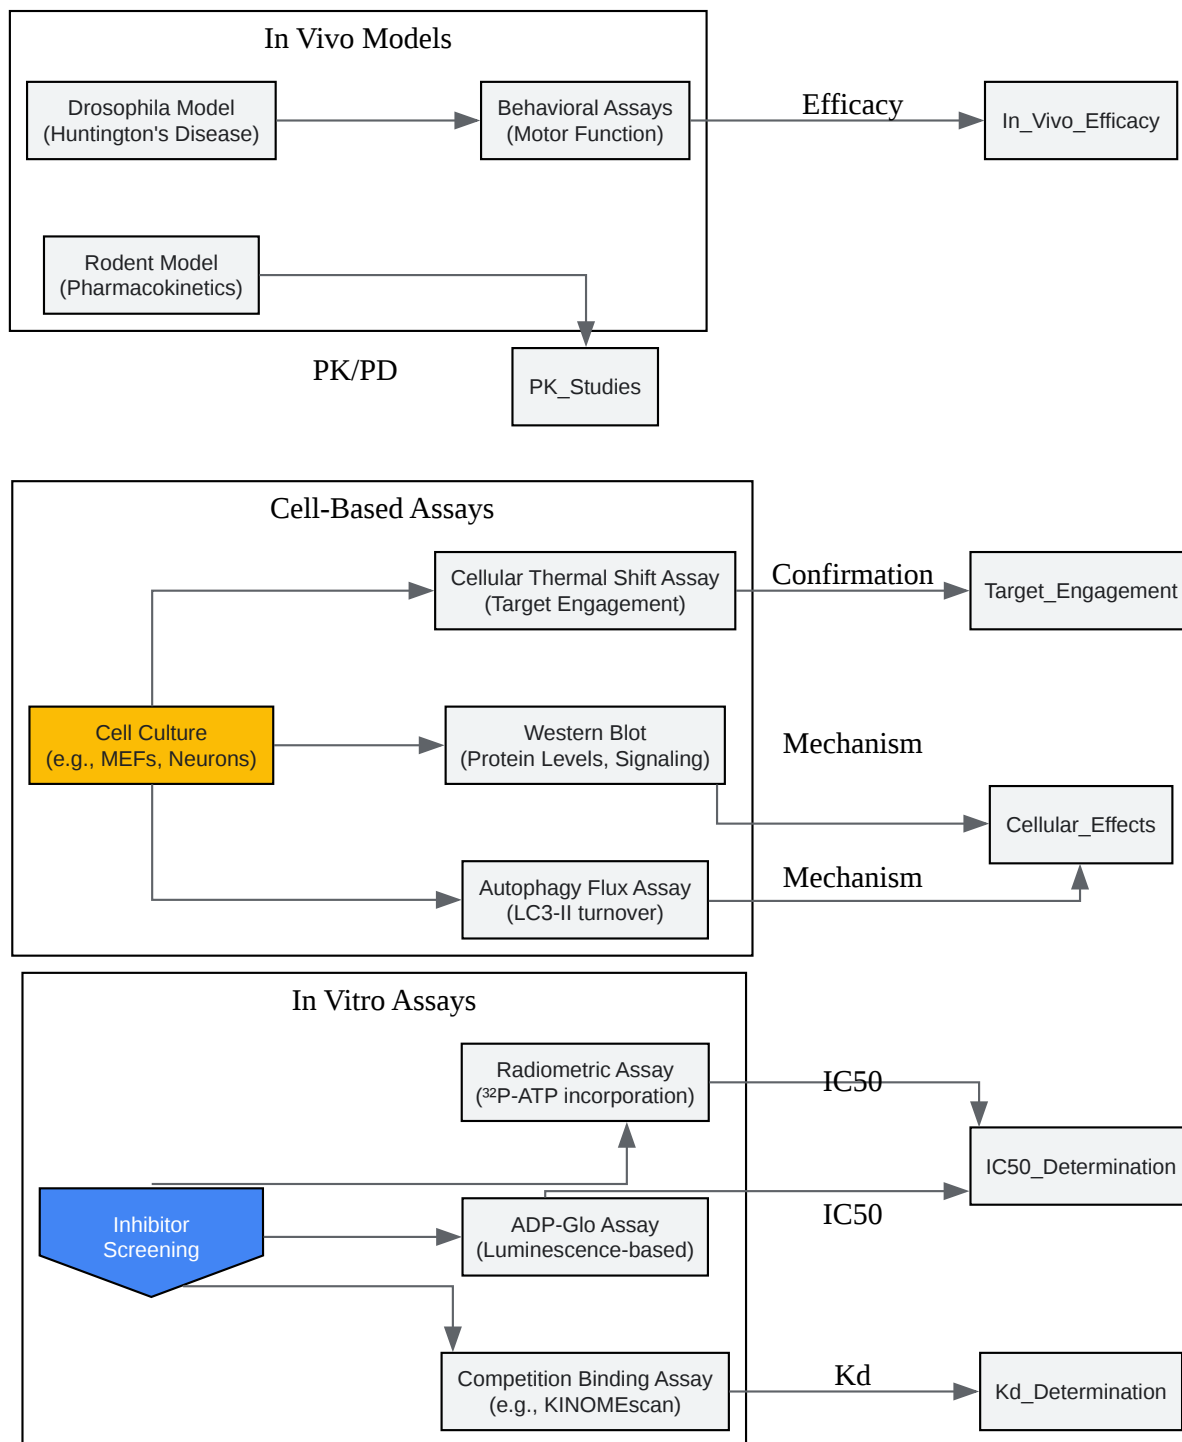 In Vivo Models
Drosophila Model
(Huntington's Disease)
Behavioral Assays
(Motor Function)
Efficacy
In_Vivo_Efficacy
Rodent Model
(Pharmacokinetics)
PK/PD
PK_Studies
Cell-Based Assays
Cellular Thermal Shift Assay
(Target Engagement)
Confirmation
Target_Engagement
Cell Culture
(e.g., MEFs, Neurons)
Western Blot
(Protein Levels, Signaling)
Mechanism
Cellular_Effects
Autophagy Flux Assay
(LC3-II turnover)
Mechanism
In Vitro Assays
Radiometric Assay
(³²P-ATP incorporation)
IC50
IC50_Determination
Inhibitor
Screening
ADP-Glo Assay
(Luminescence-based)
IC50
Competition Binding Assay
(e.g., KINOMEscan)
Kd
Kd_Determination